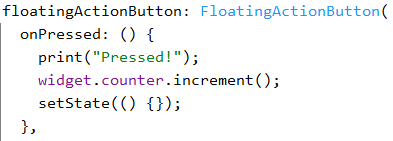 floatingActionButton: FloatingActionButton(
  onPressed: () {
    print("Pressed!");
    widget.counter.increment();
    setState(() {});
  },